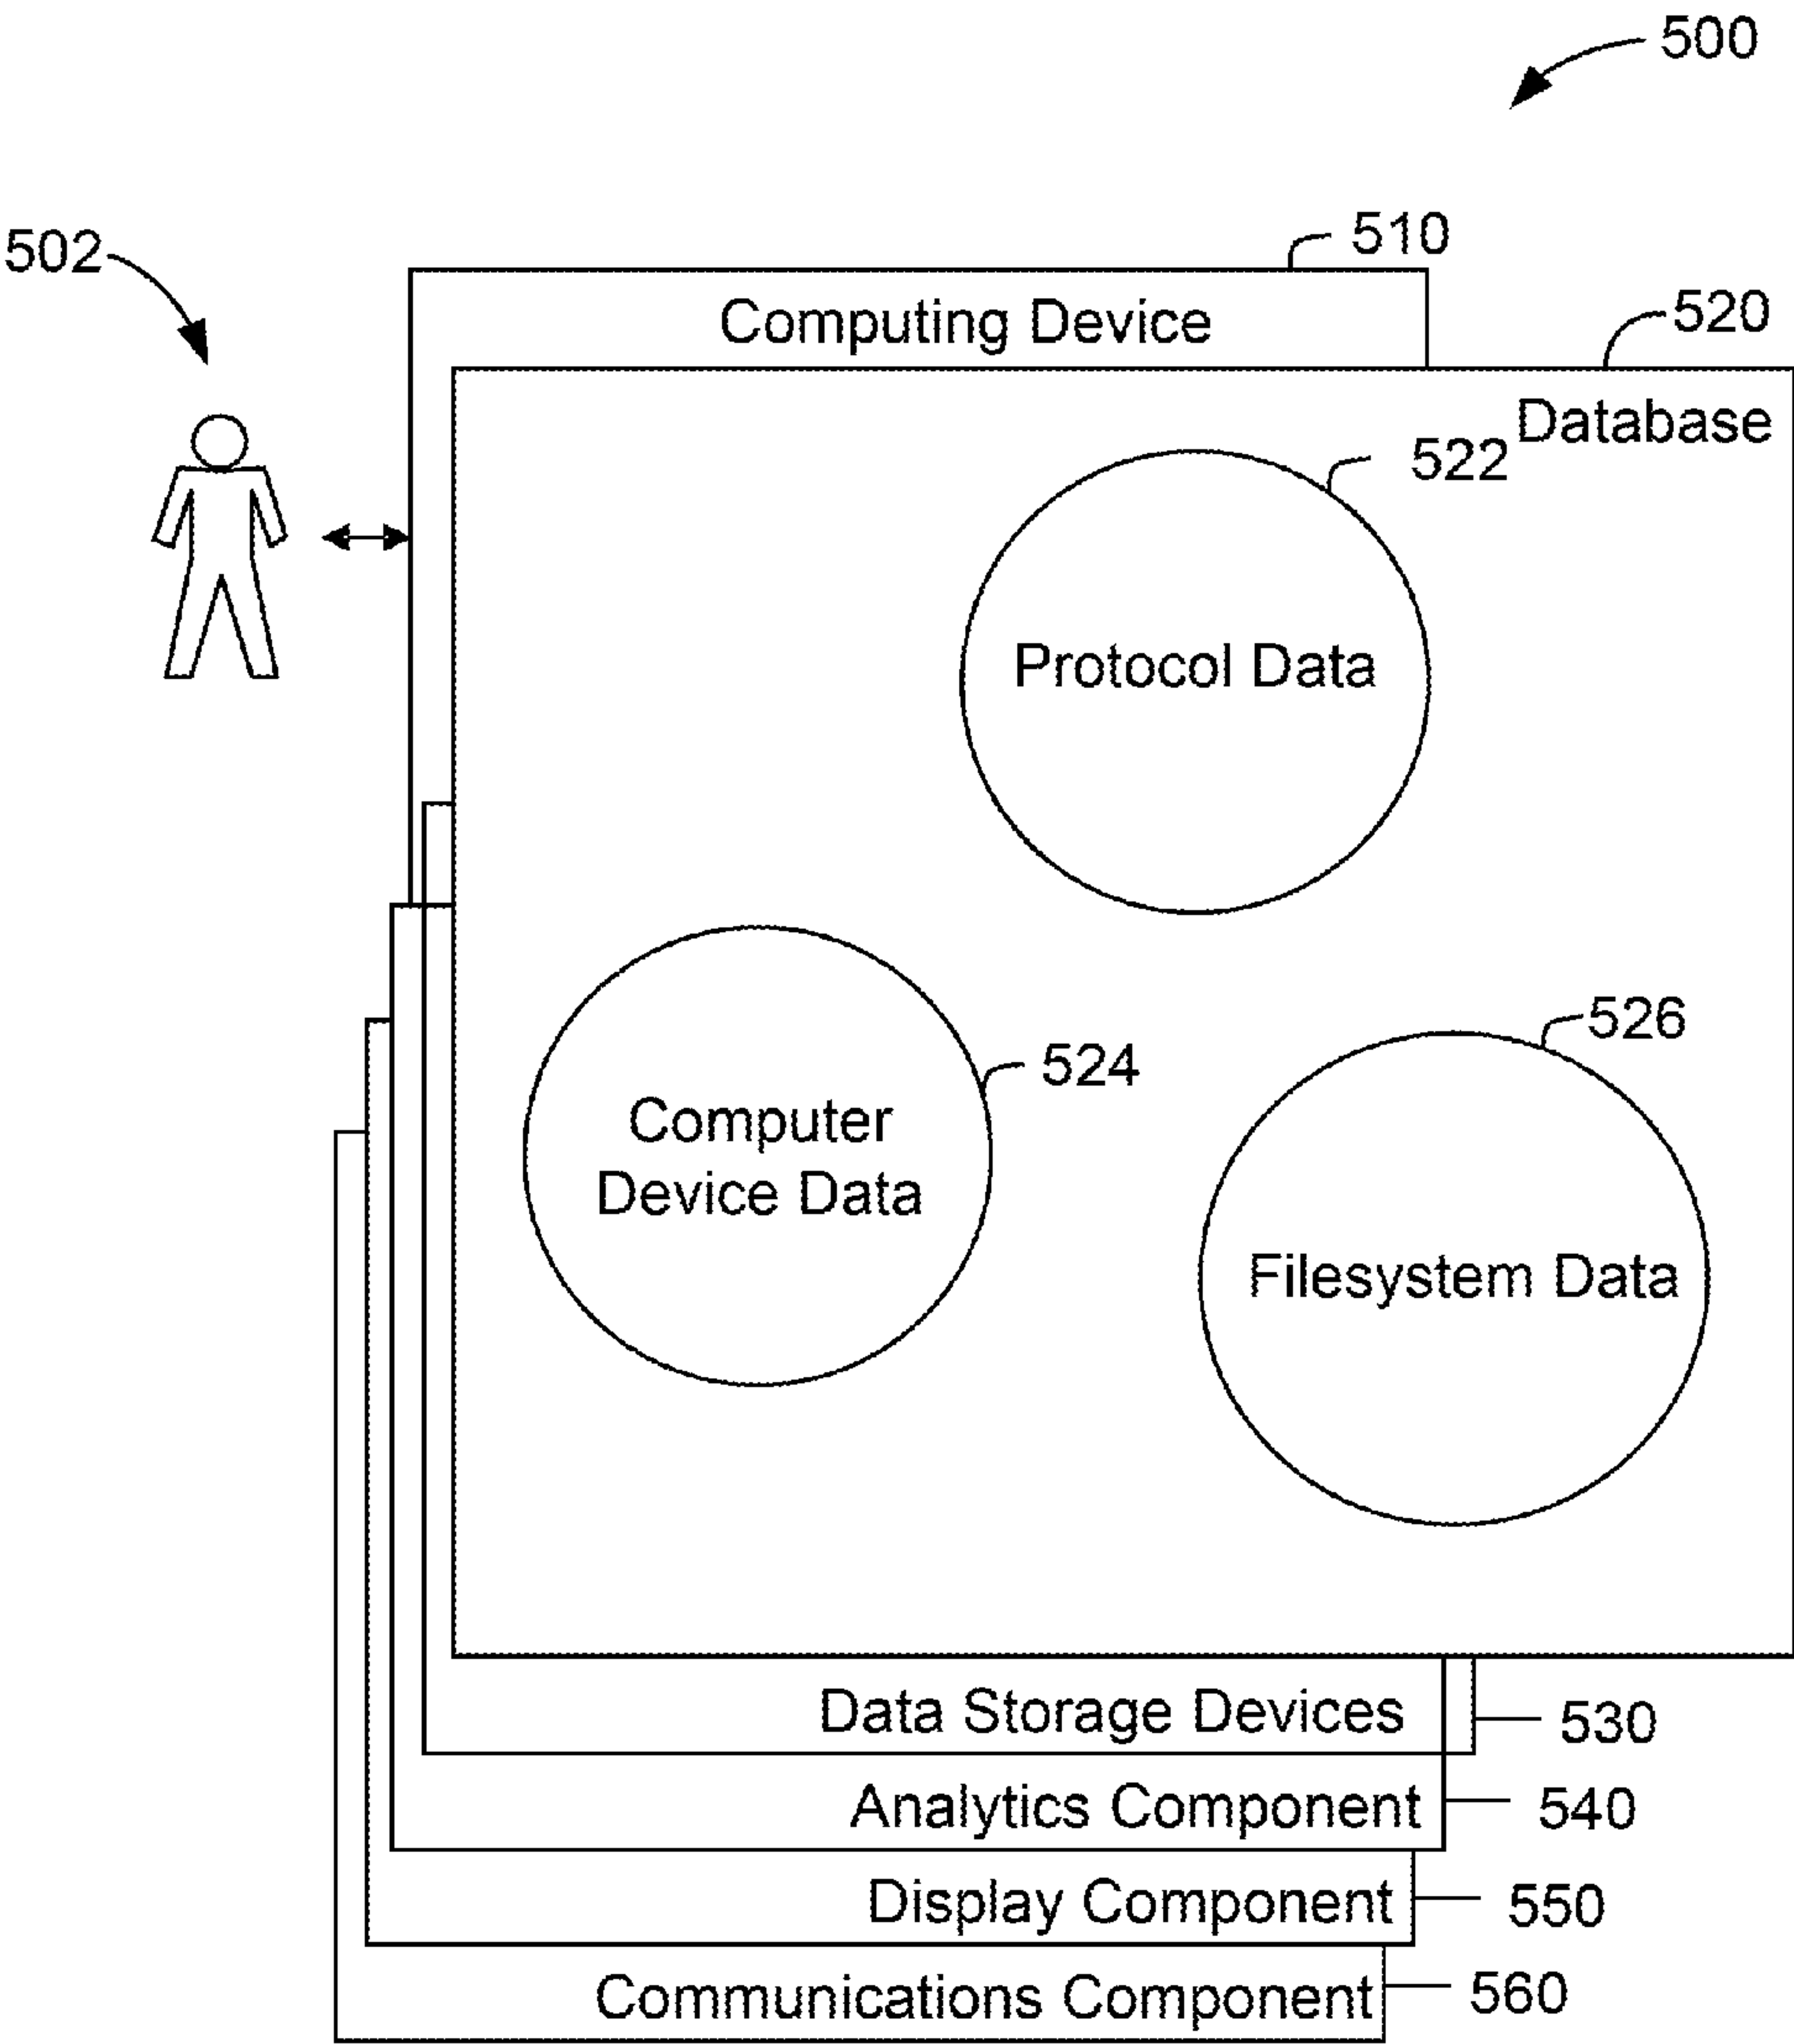 500
510
502
Computing Device
520
Database
522
Protocol Data
526
524
Computer
Device Data
Filesystem Data
Data Storage Devices
530
Analytics Component
540
Display Component
550
Communications Component
560